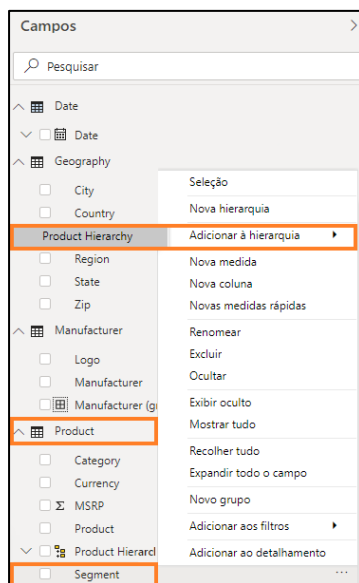 Campos
Pesquisar
Date
Date
Geography
City
Country
Product Hierarchy
Region
State
Zip
Manufacturer
Logo
Manufacturer
Manufacturer (g
Product
Category
Currency
Σ MSRP
Product
Product Hierarc
Segment
Seleção
Nova hierarquia
Adicionar à hierarquia
Nova medida
Nova coluna
Novas medidas rápidas
Renomear
Excluir
Ocultar
Exibir oculto
Mostrar tudo
Recolher tudo
Expandir todo o campo
Novo grupo
Adicionar aos filtros
Adicionar ao detalhamento